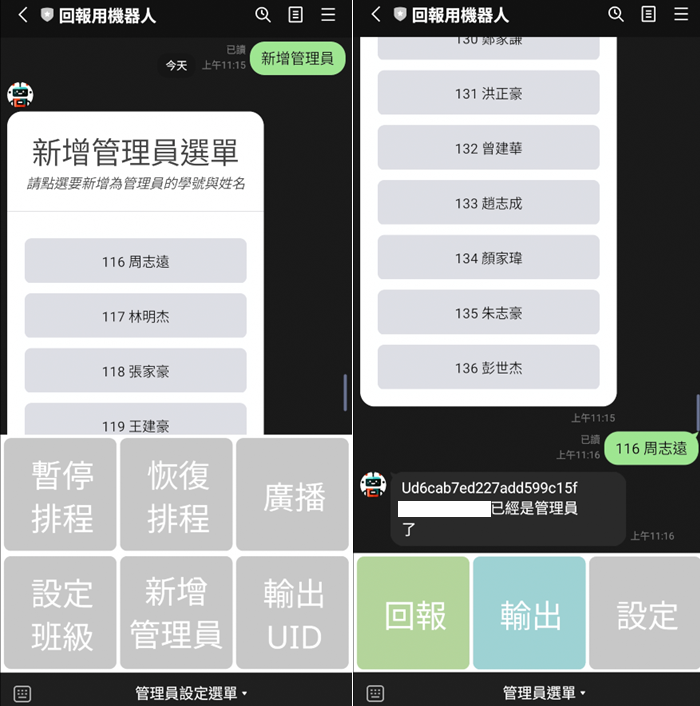 回報用機器人
已讀
今天
上午11:15
新增管理員
新增管理員選單
請點選要新增為管理員的學號與姓名
116 周志遠
117 林明杰
118 張家豪
119 王建豪
暫停
排程
恢復
排程
廣播
設定
班級
新增
管理員
輸出
UID
管理員設定選單
回報用機器人
130 鄭家謙
131 洪正豪
132 曾建華
133 趙志成
134 顏家瑋
135 朱志豪
136 彭世杰
上午11:15
已讀
上午11:16
116 周志遠
Ud6cab7ed227add599c15f
已經是管理員
了
上午11:16
回報
輸出
設定
管理員選單